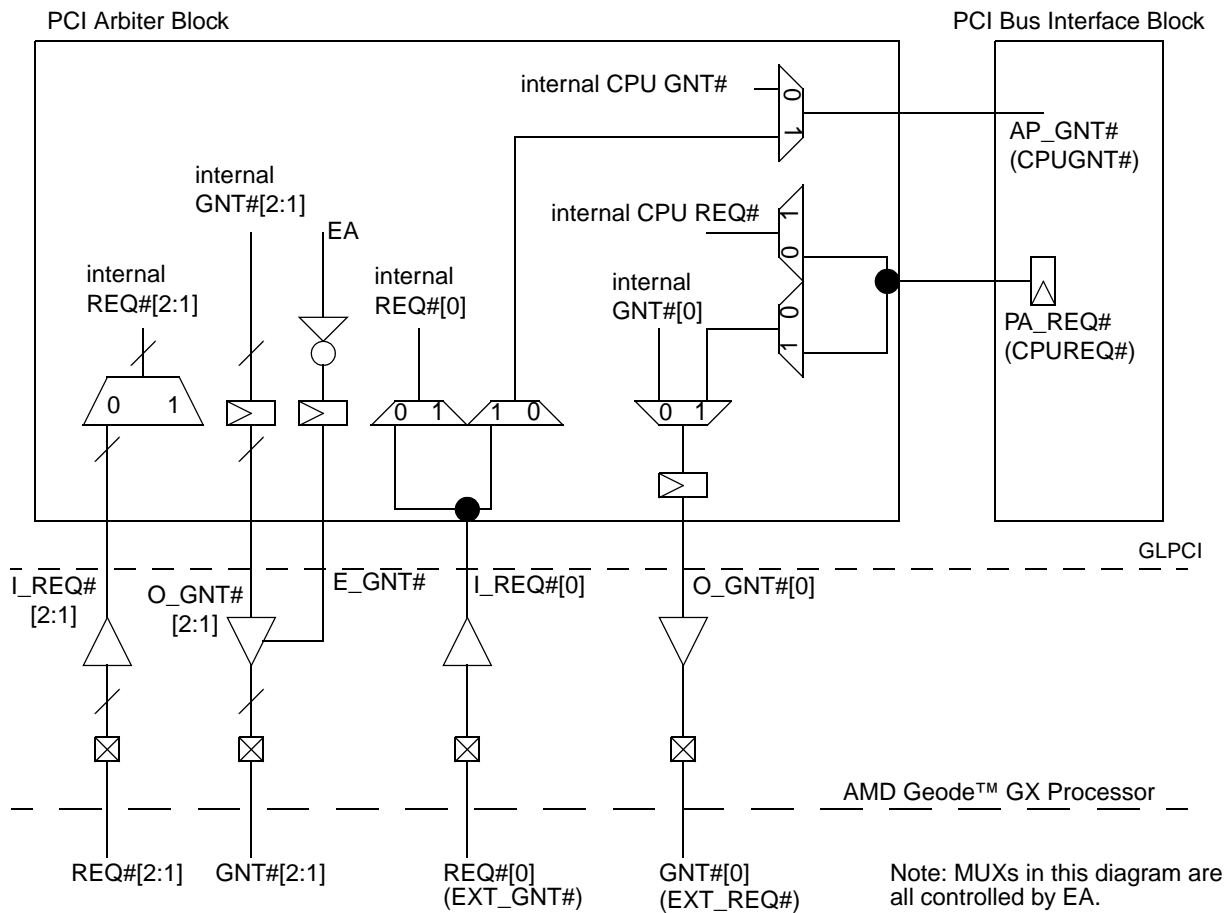 PCI Arbiter Block
PCI Bus Interface Block
internal CPU GNT#
0
1
AP_GNT#
(CPUGNT#)
internal
GNT#[2:1]
EA
internal CPU REQ#
1
0
internal
REQ#[2:1]
internal
REQ#[0]
internal
GNT#[0]
0
1
PA_REQ#
(CPUREQ#)
0 1
0 1
1 0
0 1
GLPCI
I_REQ#
[2:1]
O_GNT#
[2:1]
E_GNT#
I_REQ#[0]
O_GNT#[0]
AMD Geode™ GX Processor
REQ#[2:1]
GNT#[2:1]
REQ#[0]
(EXT_GNT#)
GNT#[0]
(EXT_REQ#)
Note: MUXs in this diagram are
all controlled by EA.